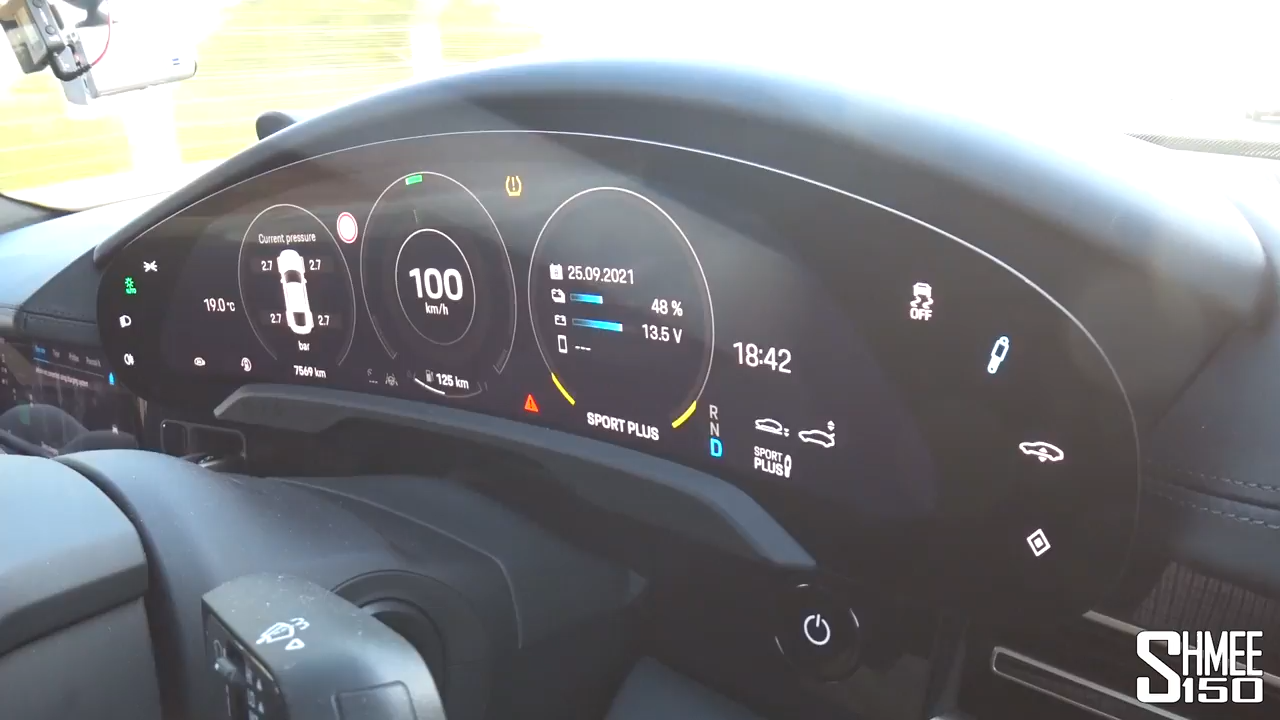 Current pressure
2.7 2.7
2.7 2.7
bar
19.0 °C
7569 km
AUTO
100
km/h
125 km
25.09.2021
48 %
13.5 V
---
SPORT PLUS
18:42
R
N
D
SPORT
PLUS
OFF
SHMEE
150